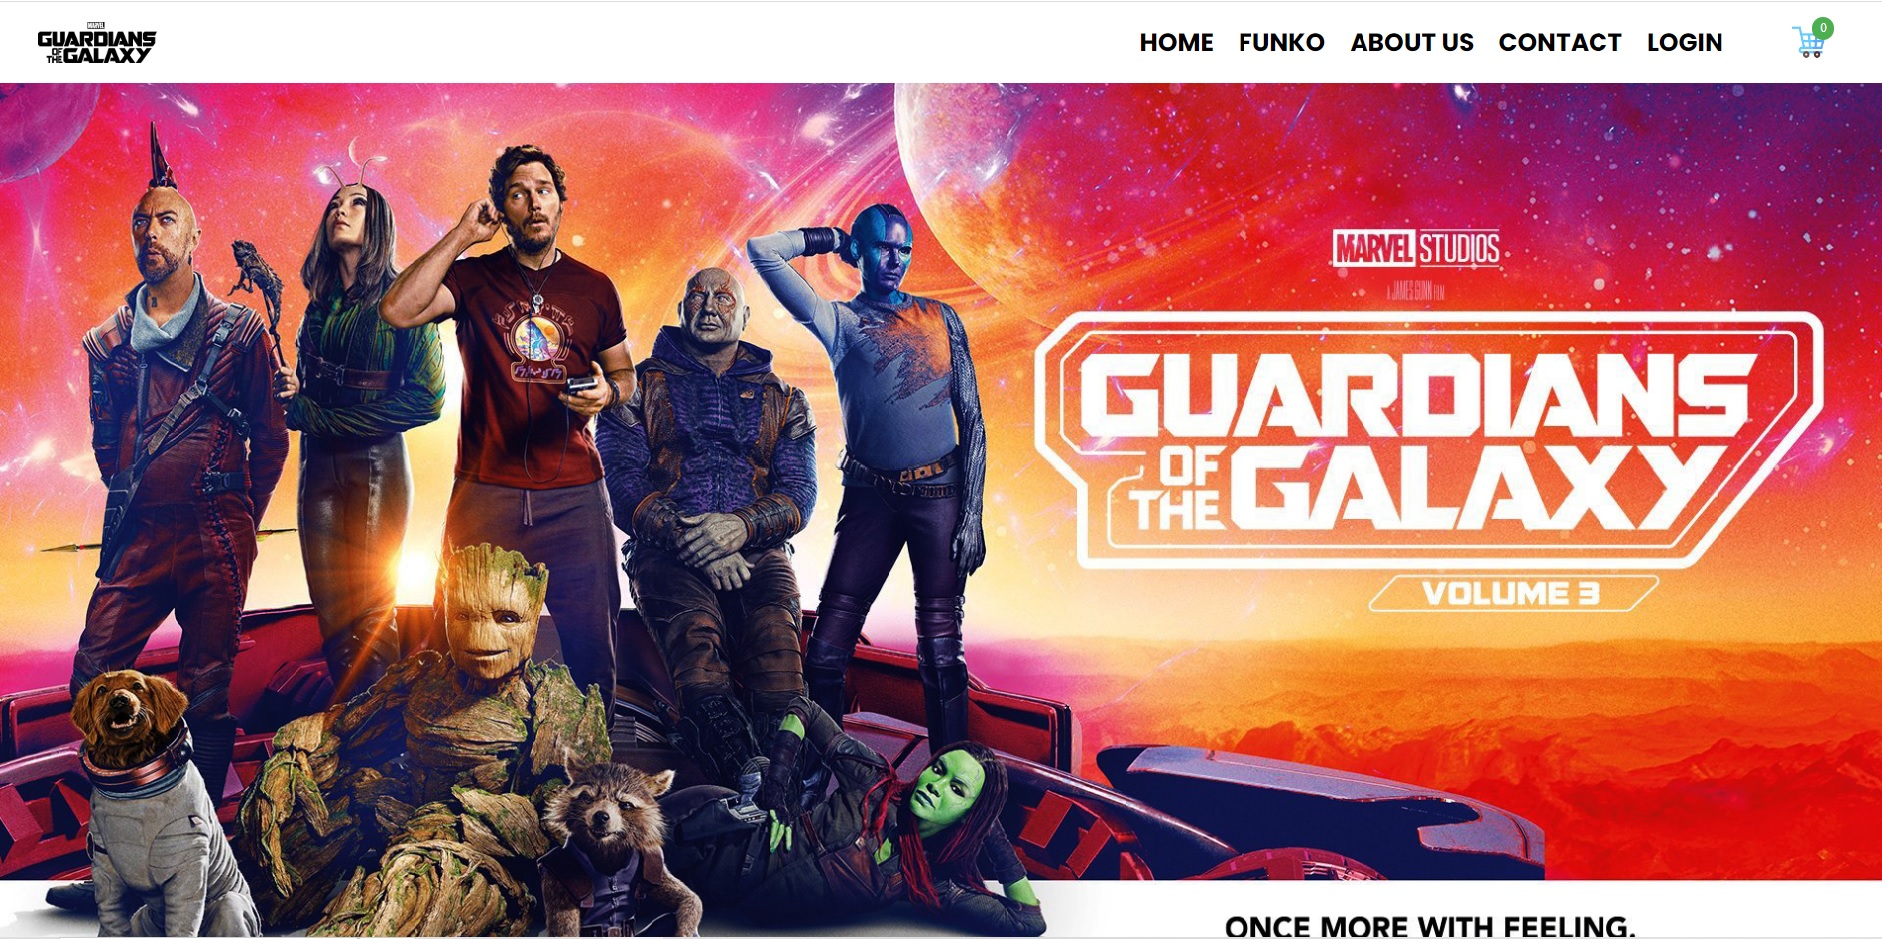 MARVEL
GUARDIANS
OF THE GALAXY
HOME FUNKO ABOUT US CONTACT LOGIN
0
MARVEL STUDIOS
A JAMES GUNN FILM
GUARDIANS
OF THE GALAXY
VOLUME 3
ONCE MORE WITH FEELING.